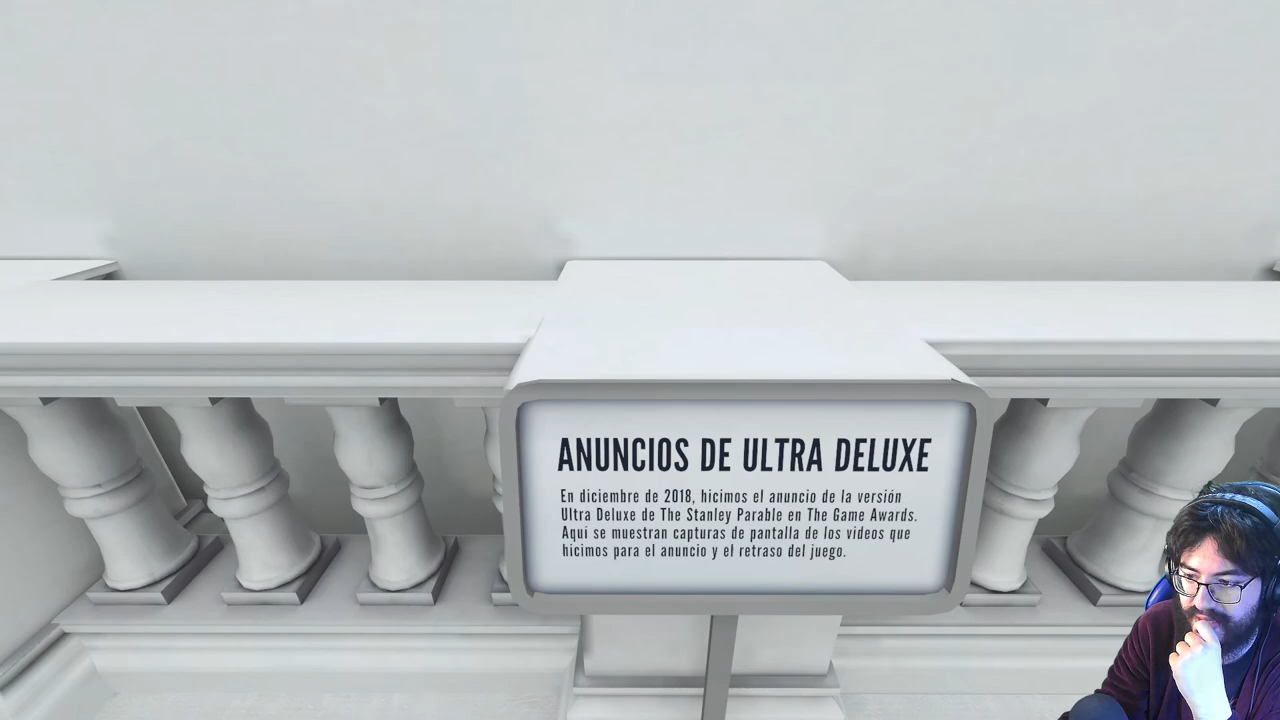 ANUNCIOS DE ULTRA DELUXE
En diciembre de 2018, hicimos el anuncio de la versión
Ultra Deluxe de The Stanley Parable en The Game Awards.
Aquí se muestran capturas de pantalla de los videos que
hicimos para el anuncio y el retraso del juego.